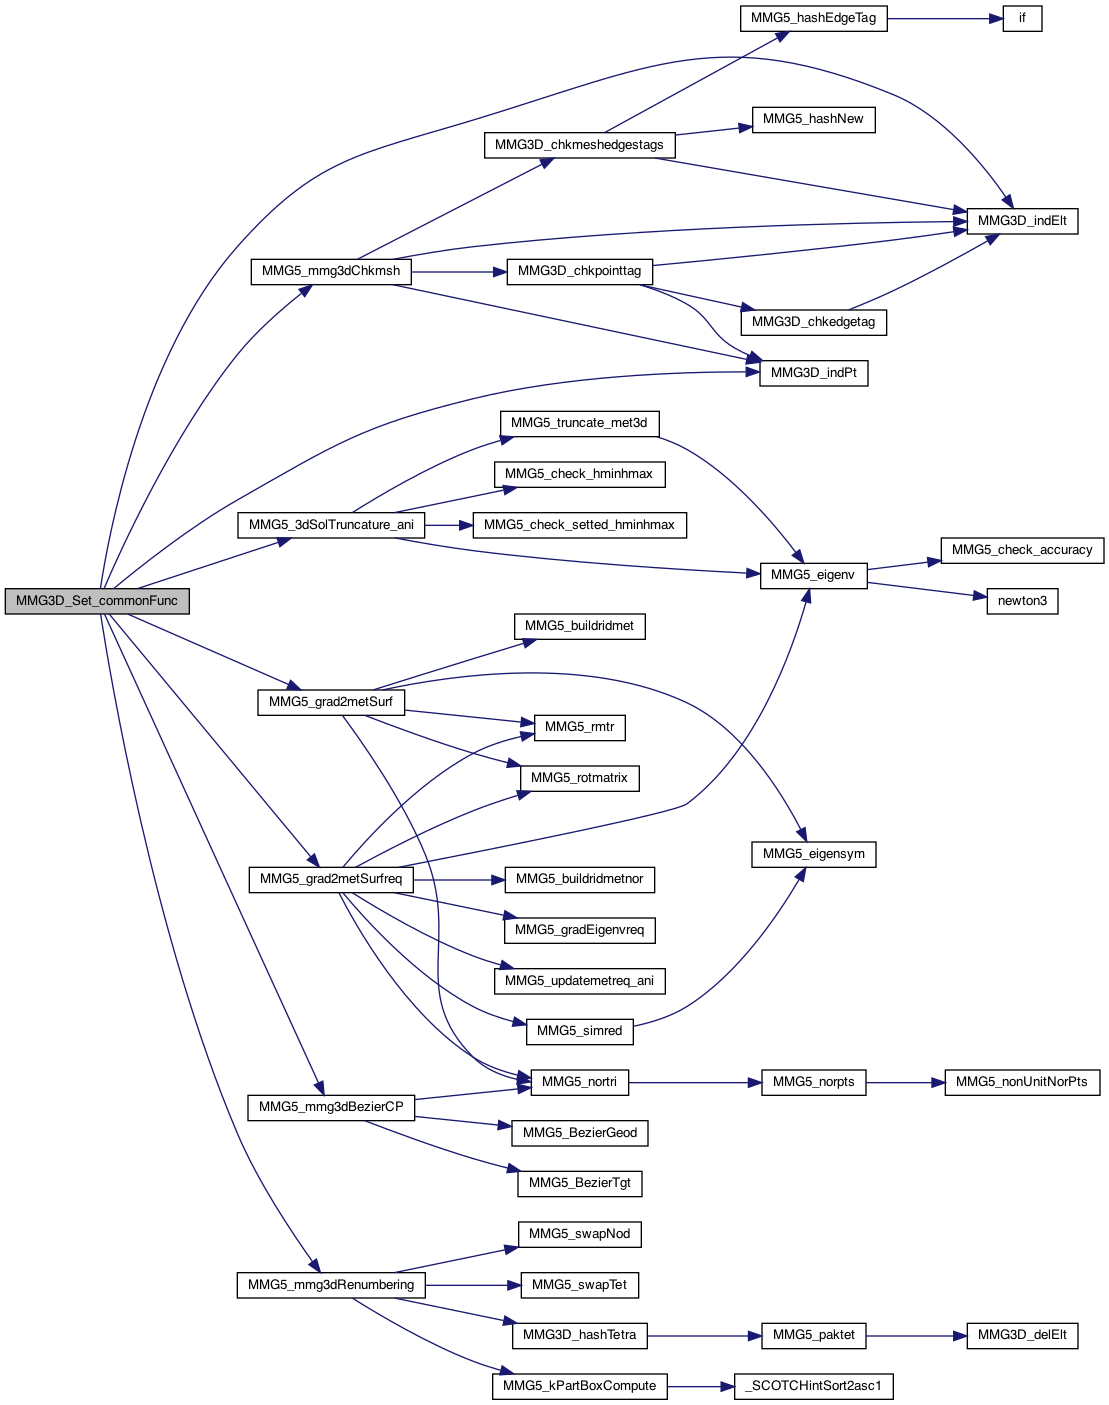 MMG5_hashEdgeTag
if
MMG5_hashNew
MMG3D_chkmeshedgestags
MMG3D_indElt
MMG5_mmg3dChkmsh
MMG3D_chkpointtag
MMG3D_chkedgetag
MMG3D_indPt
MMG5_truncate_met3d
MMG5_check_hminhmax
MMG5_3dSolTruncature_ani
MMG5_check_setted_hminhmax
MMG5_check_accuracy
MMG5_eigenv
MMG3D_Set_commonFunc
newton3
MMG5_buildridmet
MMG5_grad2metSurf
MMG5_rmtr
MMG5_rotmatrix
MMG5_eigensym
MMG5_grad2metSurfreq
MMG5_buildridmetnor
MMG5_gradEigenvreq
MMG5_updatemetreq_ani
MMG5_simred
MMG5_nortri
MMG5_norpts
MMG5_nonUnitNorPts
MMG5_mmg3dBezierCP
MMG5_BezierGeod
MMG5_BezierTgt
MMG5_swapNod
MMG5_mmg3dRenumbering
MMG5_swapTet
MMG3D_hashTetra
MMG5_paktet
MMG3D_delElt
MMG5_kPartBoxCompute
_SCOTCHintSort2asc1